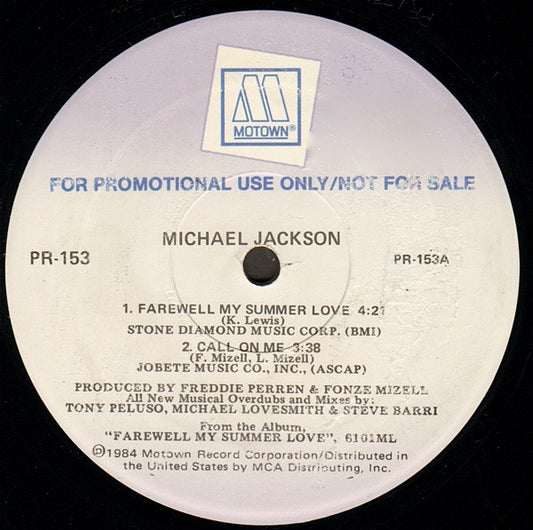 MOTOWN®
FOR PROMOTIONAL USE ONLY/NOT FOR SALE
MICHAEL JACKSON
PR-153
PR-153A
1. FAREWELL MY SUMMER LOVE 4:21
(K. Lewis)
STONE DIAMOND MUSIC CORP. (BMI)
2. CALL ON ME 3:38
(F. Mizell, L. Mizell)
JOBETE MUSIC CO., INC., (ASCAP)
PRODUCED BY FREDDIE PERREN & FONZE MIZELL
All New Musical Overdubs and Mixes by:
TONY PELUSO, MICHAEL LOVESMITH & STEVE BARRI
From the Album,
"FAREWELL MY SUMMER LOVE", 6101ML
℗1984 Motown Record Corporation/Distributed in
the United States by MCA Distributing, Inc.